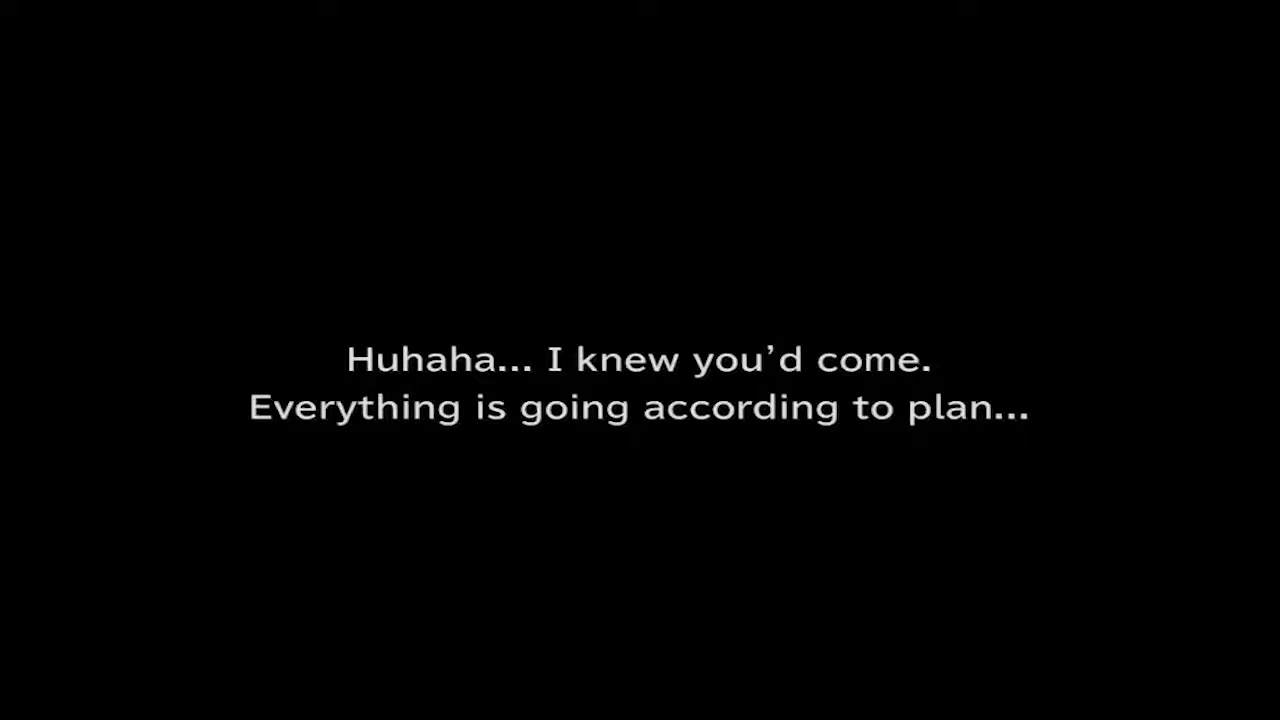 Huhaha... I knew you’d come.
Everything is going according to plan...